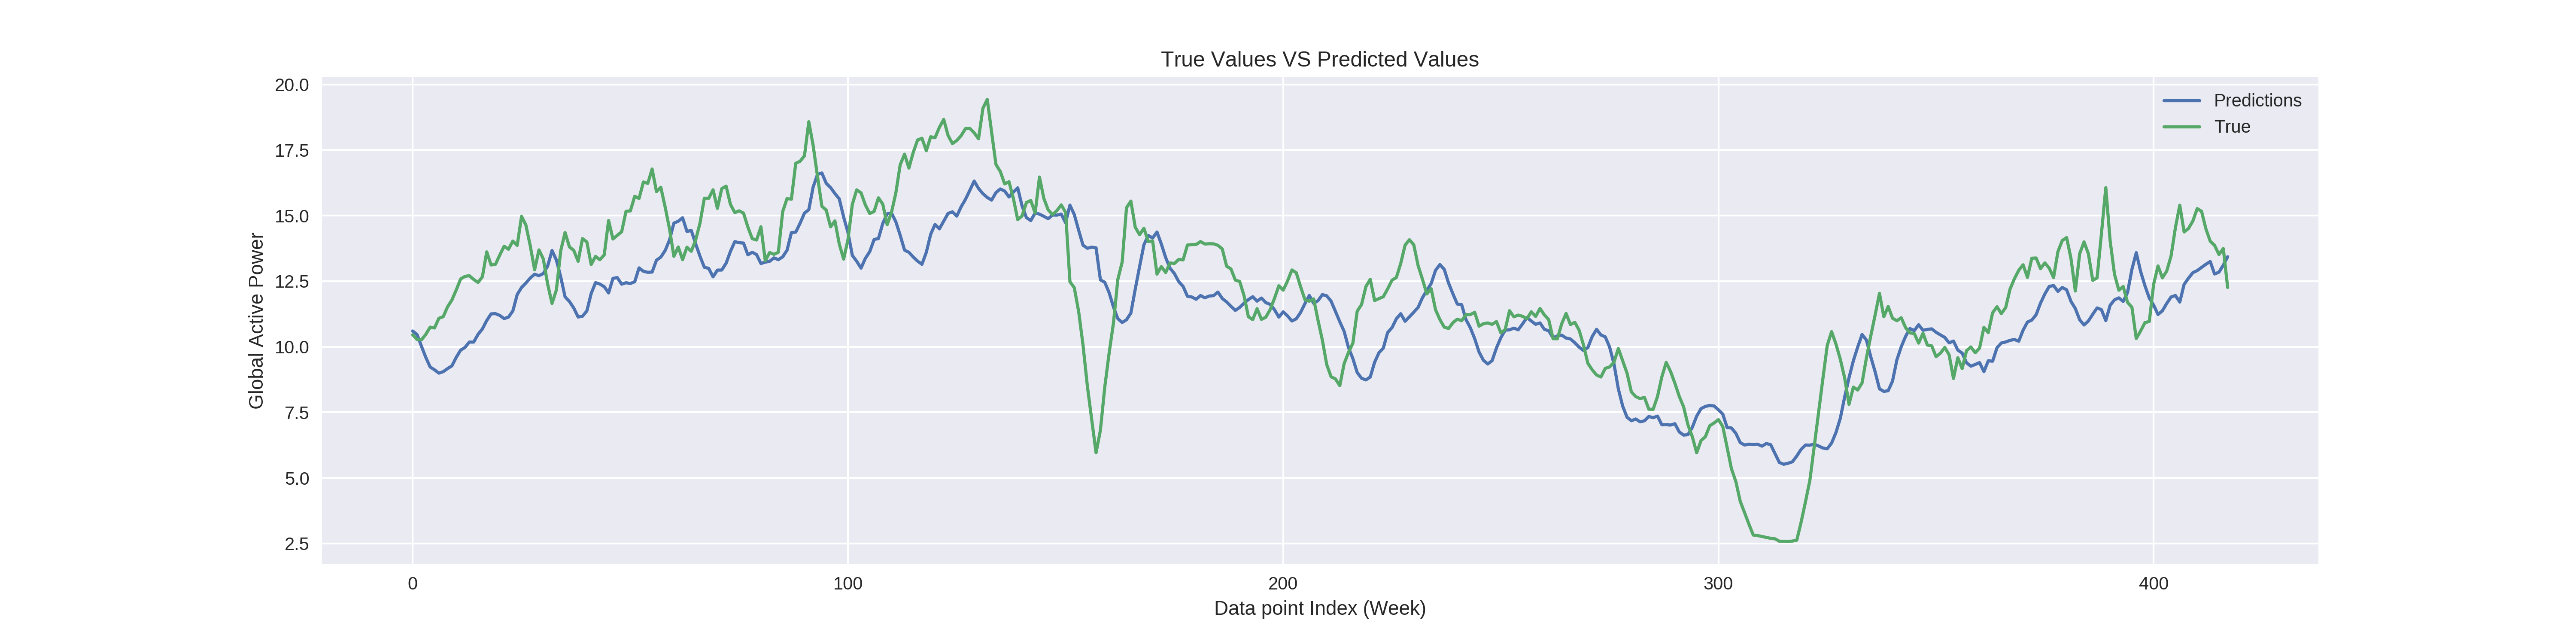 True Values VS Predicted Values
20.0
17.5
15.0
12.5
10.0
7.5
5.0
2.5
Global Active Power
Predictions
True
0 100 200 300 400
Data point Index (Week)